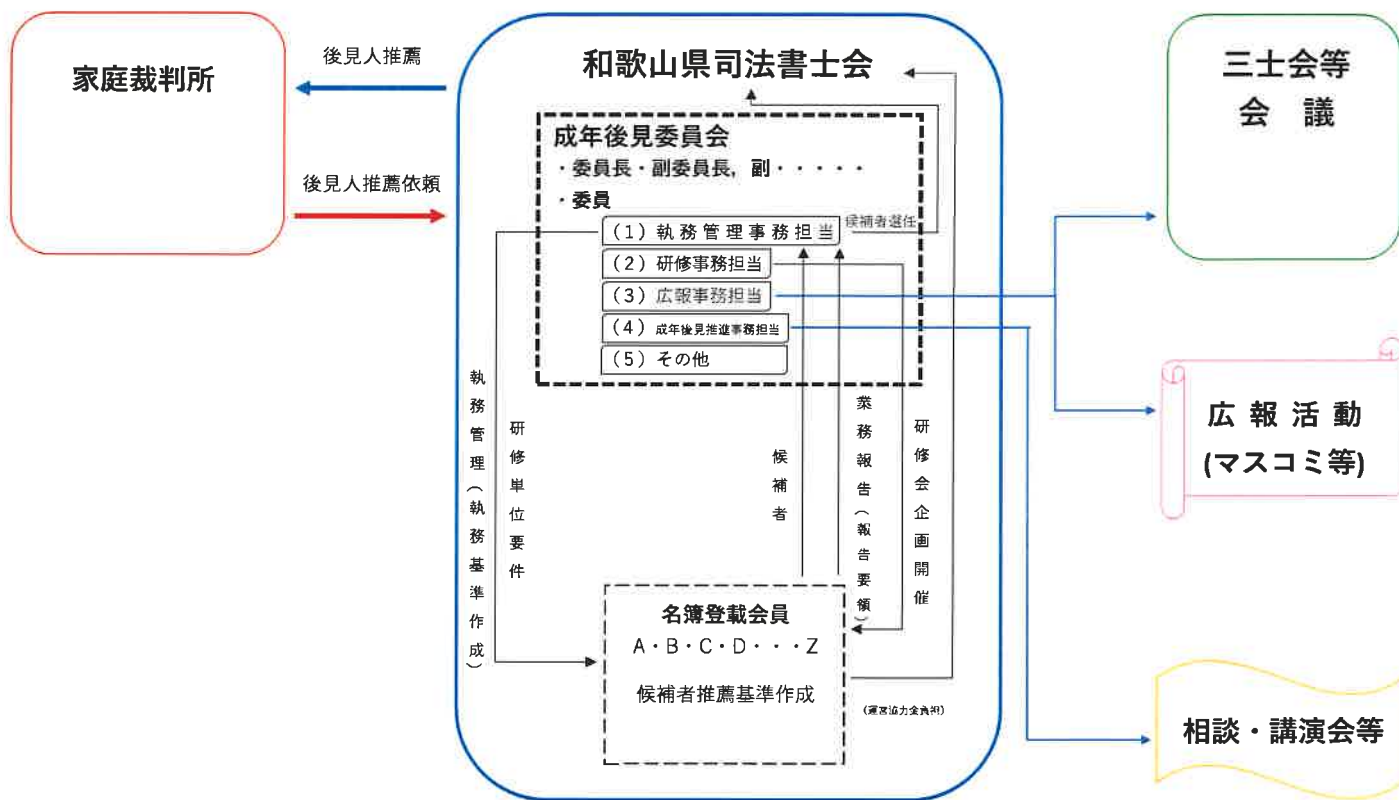 家庭裁判所
後見人推薦
後見人推薦依頼
和歌山県司法書士会
成年後見委員会
・委員長・副委員長，副・・・・・
・委員
候補者選任
（1）執務管理事務担当
（2）研修事務担当
（3）広報事務担当
（4）成年後見推進事務担当
（5）その他
執務管理（執務基準作成）
研修単位要件
候補者
業務報告（報告要領）
研修会企画開催
名簿登載会員
A・B・C・D・・・Z
候補者推薦基準作成
（運営協力金負担）
三士会等
会　議
広報活動
(マスコミ等)
相談・講演会等